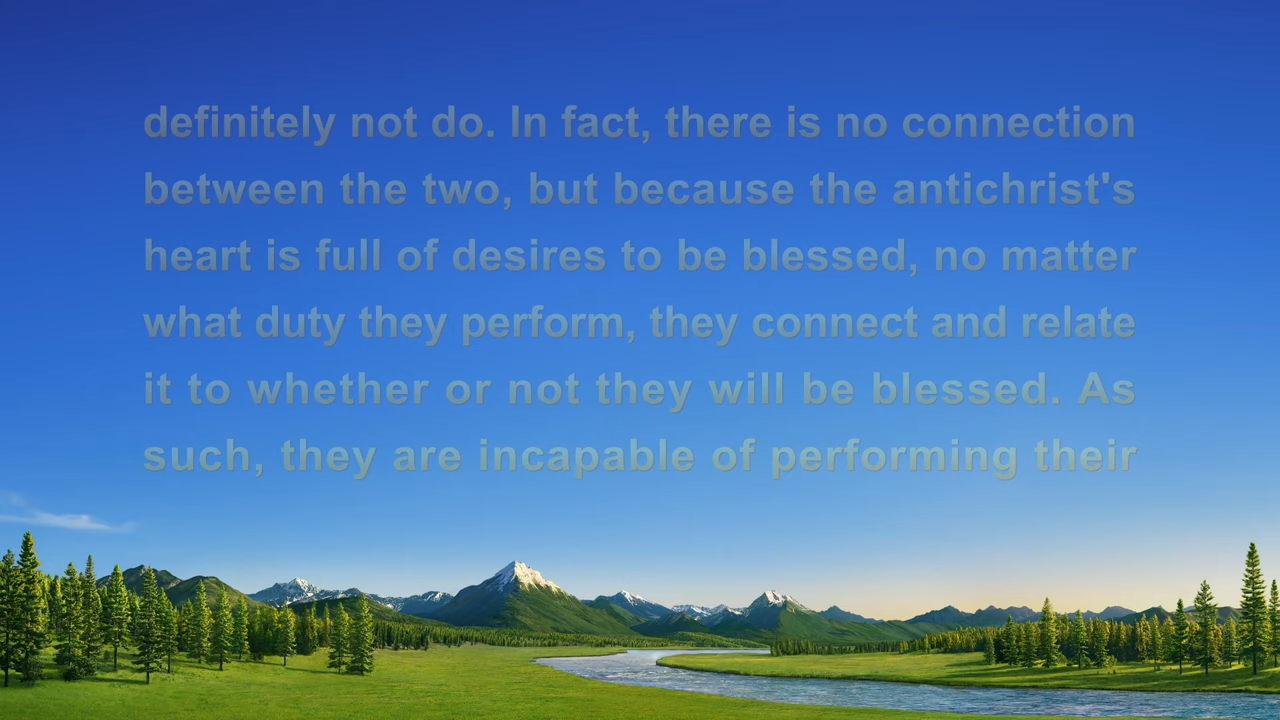 definitely not do. In fact, there is no connection
between the two, but because the antichrist's
heart is full of desires to be blessed, no matter
what duty they perform, they connect and relate
it to whether or not they will be blessed. As
such, they are incapable of performing their